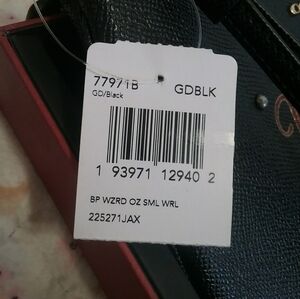 77971B GDBLK
GD/Black
1 93971 12940 2
BP WZRD OZ SML WRL
225271JAX